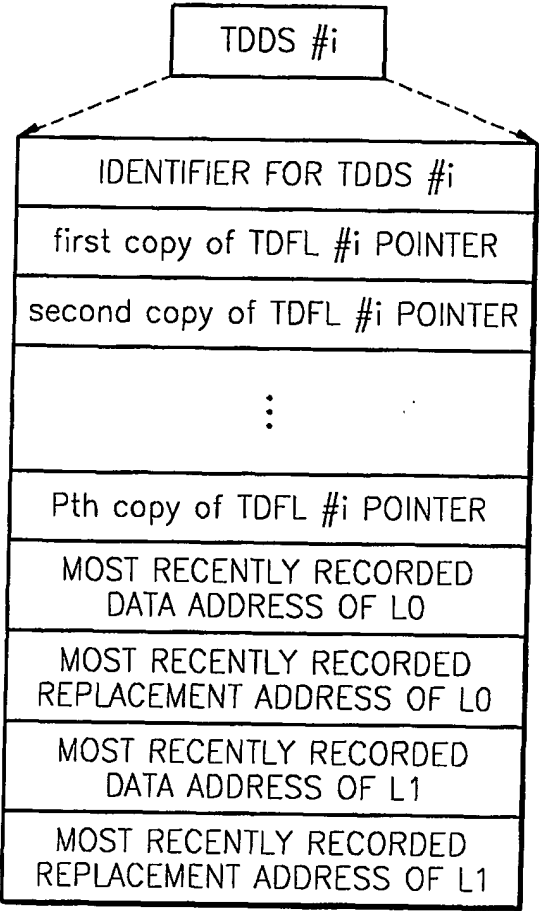 TDDS #i
IDENTIFIER FOR TDDS #i
first copy of TDFL #i POINTER
second copy of TDFL #i POINTER
⋮
Pth copy of TDFL #i POINTER
MOST RECENTLY RECORDED
DATA ADDRESS OF L0
MOST RECENTLY RECORDED
REPLACEMENT ADDRESS OF L0
MOST RECENTLY RECORDED
DATA ADDRESS OF L1
MOST RECENTLY RECORDED
REPLACEMENT ADDRESS OF L1